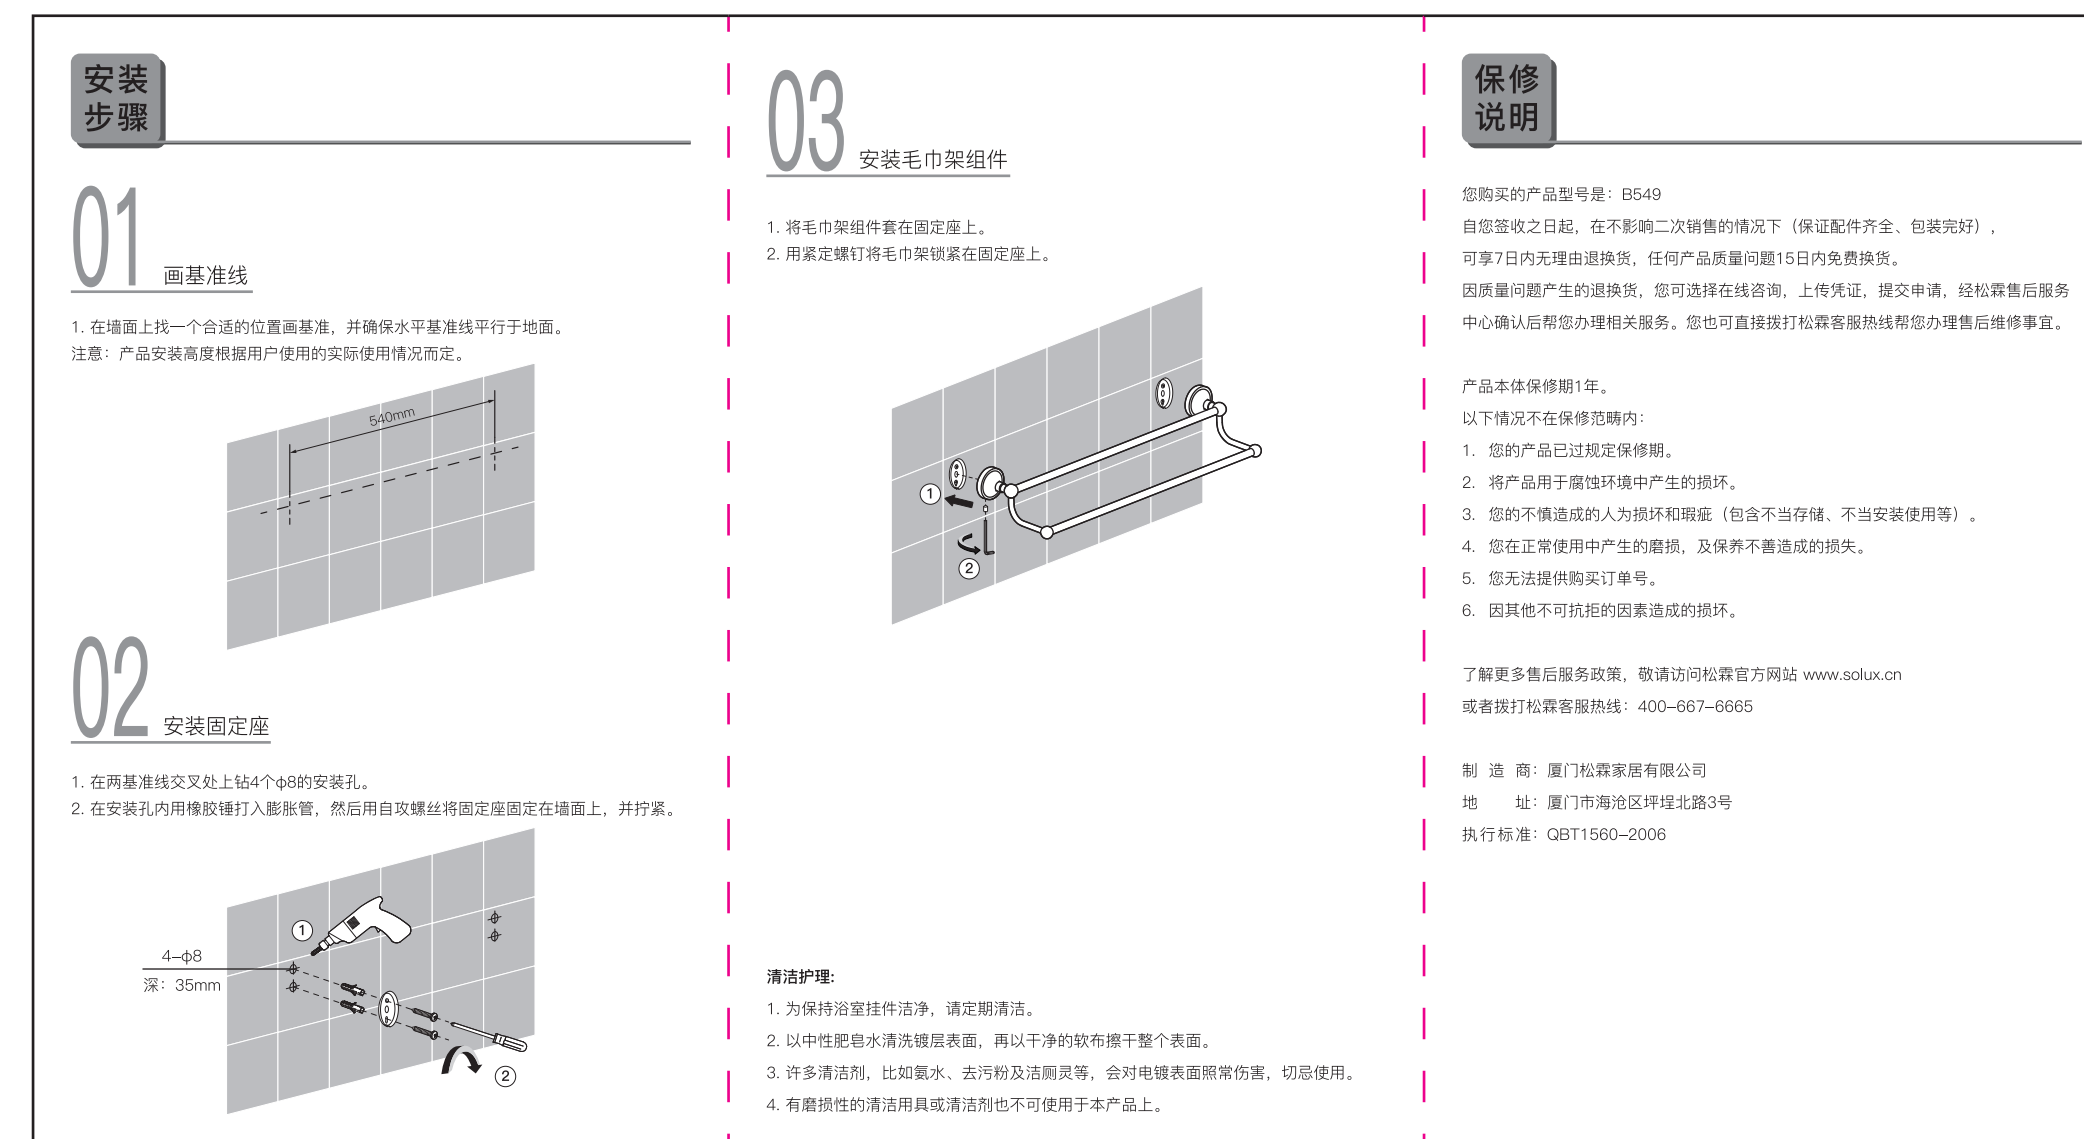 安装
步骤
01 画基准线
1. 在墙面上找一个合适的位置画基准，并确保水平基准线平行于地面。
注意：产品安装高度根据用户使用的实际使用情况而定。
540mm
02 安装固定座
1. 在两基准线交叉处上钻4个φ8的安装孔。
2. 在安装孔内用橡胶锤打入膨胀管，然后用自攻螺丝将固定座固定在墙面上，并拧紧。
1
4–φ8
深：35mm
2
03 安装毛巾架组件
1. 将毛巾架组件套在固定座上。
2. 用紧定螺钉将毛巾架锁紧在固定座上。
1
2
清洁护理:
1. 为保持浴室挂件洁净，请定期清洁。
2. 以中性肥皂水清洗镀层表面，再以干净的软布擦干整个表面。
3. 许多清洁剂，比如氨水、去污粉及洁厕灵等，会对电镀表面照常伤害，切忌使用。
4. 有磨损性的清洁用具或清洁剂也不可使用于本产品上。
保修
说明
您购买的产品型号是：B549
自您签收之日起，在不影响二次销售的情况下（保证配件齐全、包装完好），
可享7日内无理由退换货，任何产品质量问题15日内免费换货。
因质量问题产生的退换货，您可选择在线咨询，上传凭证，提交申请，经松霖售后服务
中心确认后帮您办理相关服务。您也可直接拨打松霖客服热线帮您办理售后维修事宜。
产品本体保修期1年。
以下情况不在保修范畴内：
1. 您的产品已过规定保修期。
2. 将产品用于腐蚀环境中产生的损坏。
3. 您的不慎造成的人为损坏和瑕疵（包含不当存储、不当安装使用等）。
4. 您在正常使用中产生的磨损，及保养不善造成的损失。
5. 您无法提供购买订单号。
6. 因其他不可抗拒的因素造成的损坏。
了解更多售后服务政策，敬请访问松霖官方网站 www.solux.cn
或者拨打松霖客服热线：400–667–6665
制 造 商：厦门松霖家居有限公司
地 址：厦门市海沧区坪埕北路3号
执行标准：QBT1560–2006